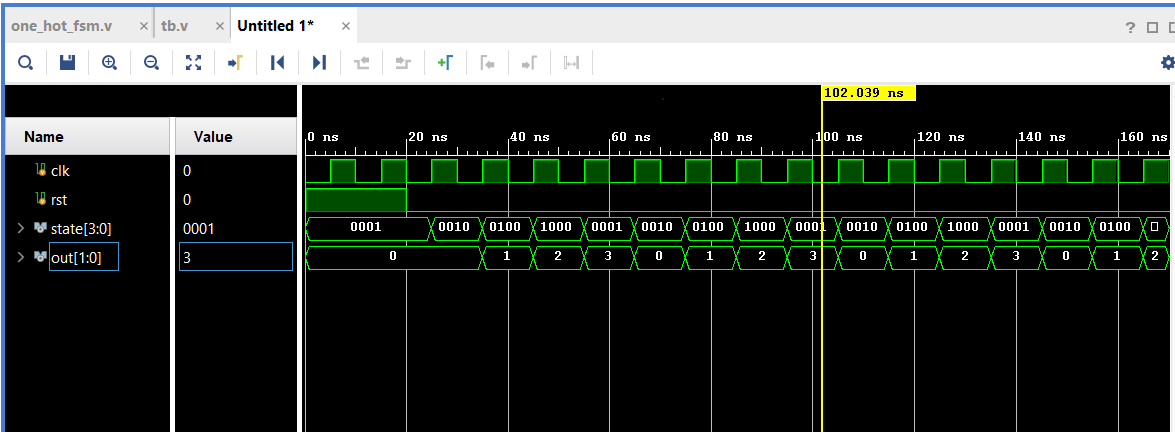 one_hot_fsm.v × tb.v × Untitled 1* ×
?
102.039 ns
Name Value
0 ns 20 ns 40 ns 60 ns 80 ns 100 ns 120 ns 140 ns 160 ns
clk 0
rst 0
state[3:0] 0001 0001 0010 0100 1000 0001 0010 0100 1000 0001 0010 0100 1000 0001 0010 0100
out[1:0] 3 0 1 2 3 0 1 2 3 0 1 2 3 0 1 2